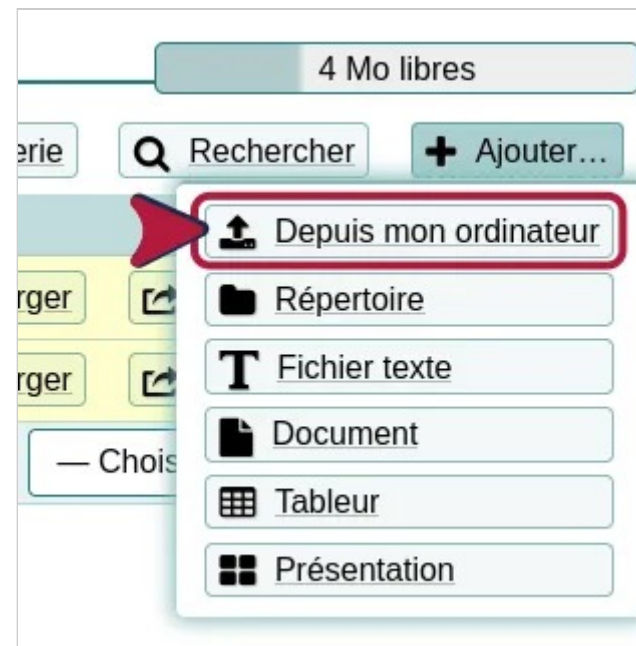 4 Mo libres
erie
Rechercher
Ajouter…
Depuis mon ordinateur
rger
Répertoire
Fichier texte
rger
Document
— Chois
Tableur
Présentation